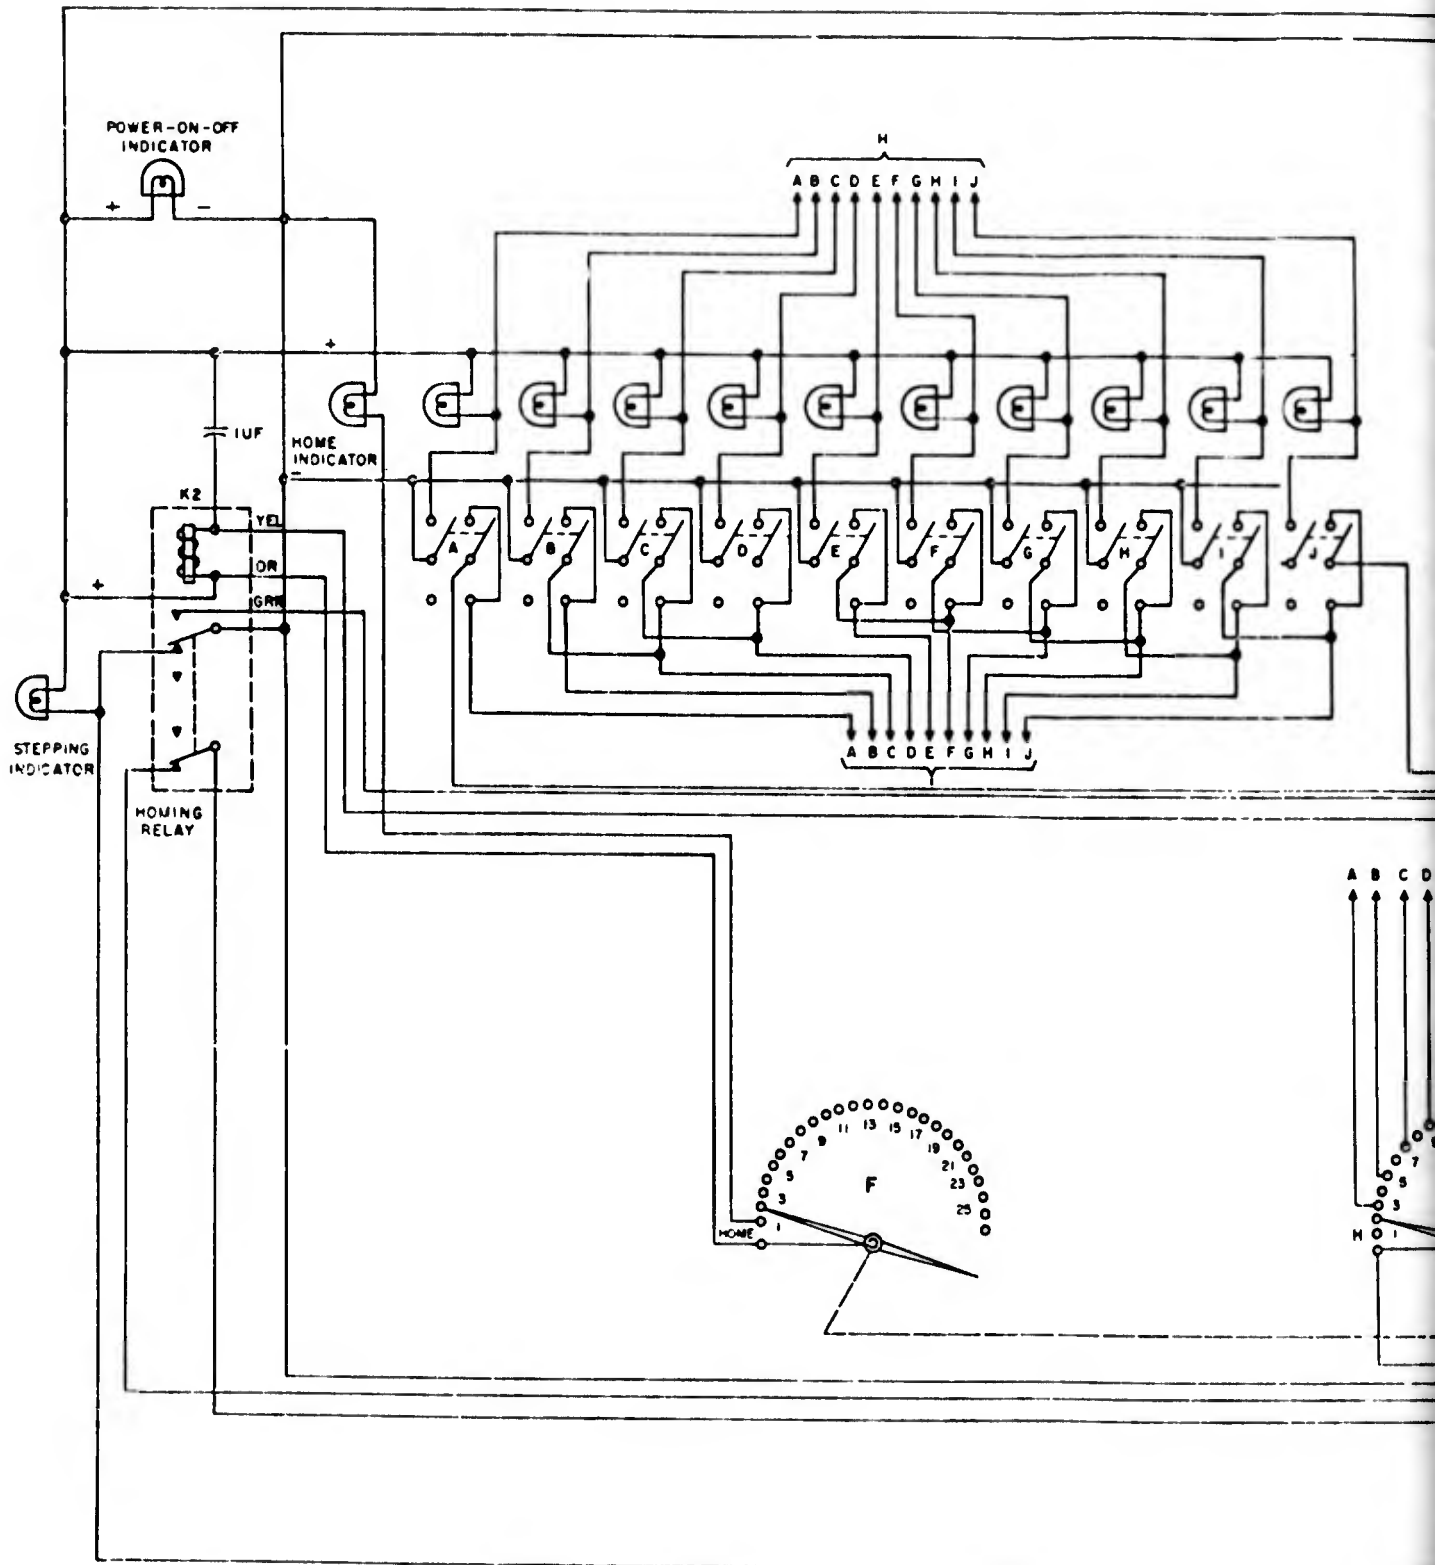 POWER-ON-OFF
INDICATOR
+
-
H
A B C D E F G H I J
+
1UF
HOME
INDICATOR
-
K2
YEL
OR
GRN
+
A B C D E F G H I J
STEPPING
INDICATOR
HOMING
RELAY
A B C D E F G H I J
A B C D
HOME
1
3
5
7
9
11
13
15
17
19
21
23
25
F
H
1
3
5
7